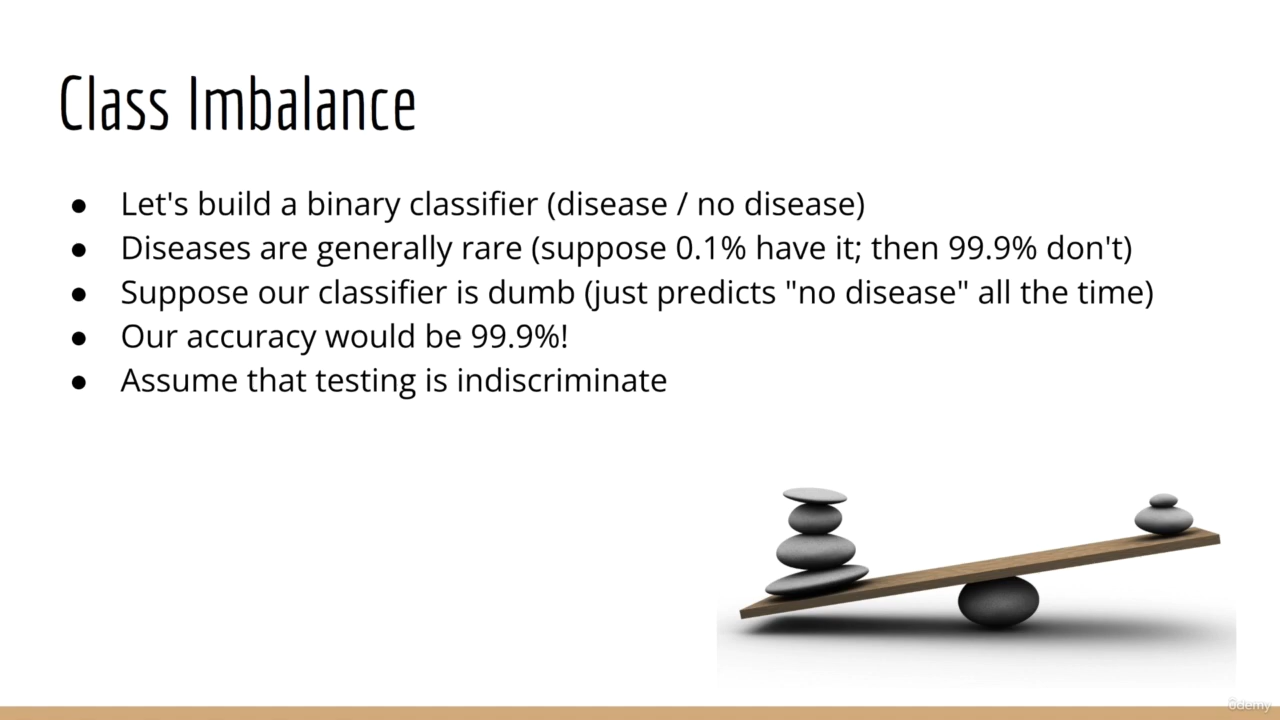 Class Imbalance
● Let's build a binary classifier (disease / no disease)
● Diseases are generally rare (suppose 0.1% have it; then 99.9% don't)
● Suppose our classifier is dumb (just predicts "no disease" all the time)
● Our accuracy would be 99.9%!
● Assume that testing is indiscriminate
ûdemy